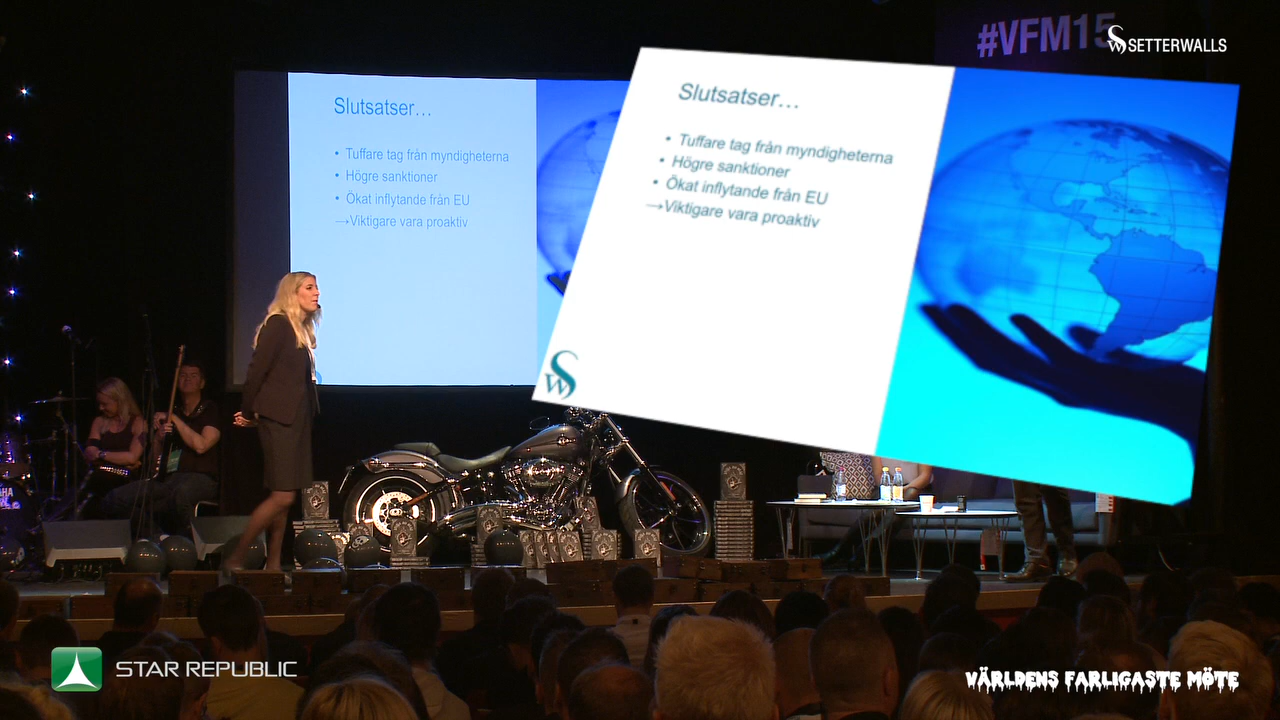 #VFM15
SETTERWALLS
Slutsatser…
• Tuffare tag från myndigheterna
• Högre sanktioner
• Ökat inflytande från EU
→Viktigare vara proaktiv
Slutsatser…
• Tuffare tag från myndigheterna
• Högre sanktioner
• Ökat inflytande från EU
→Viktigare vara proaktiv
SW
STAR REPUBLIC
VÄRLDENS FARLIGASTE MÖTE